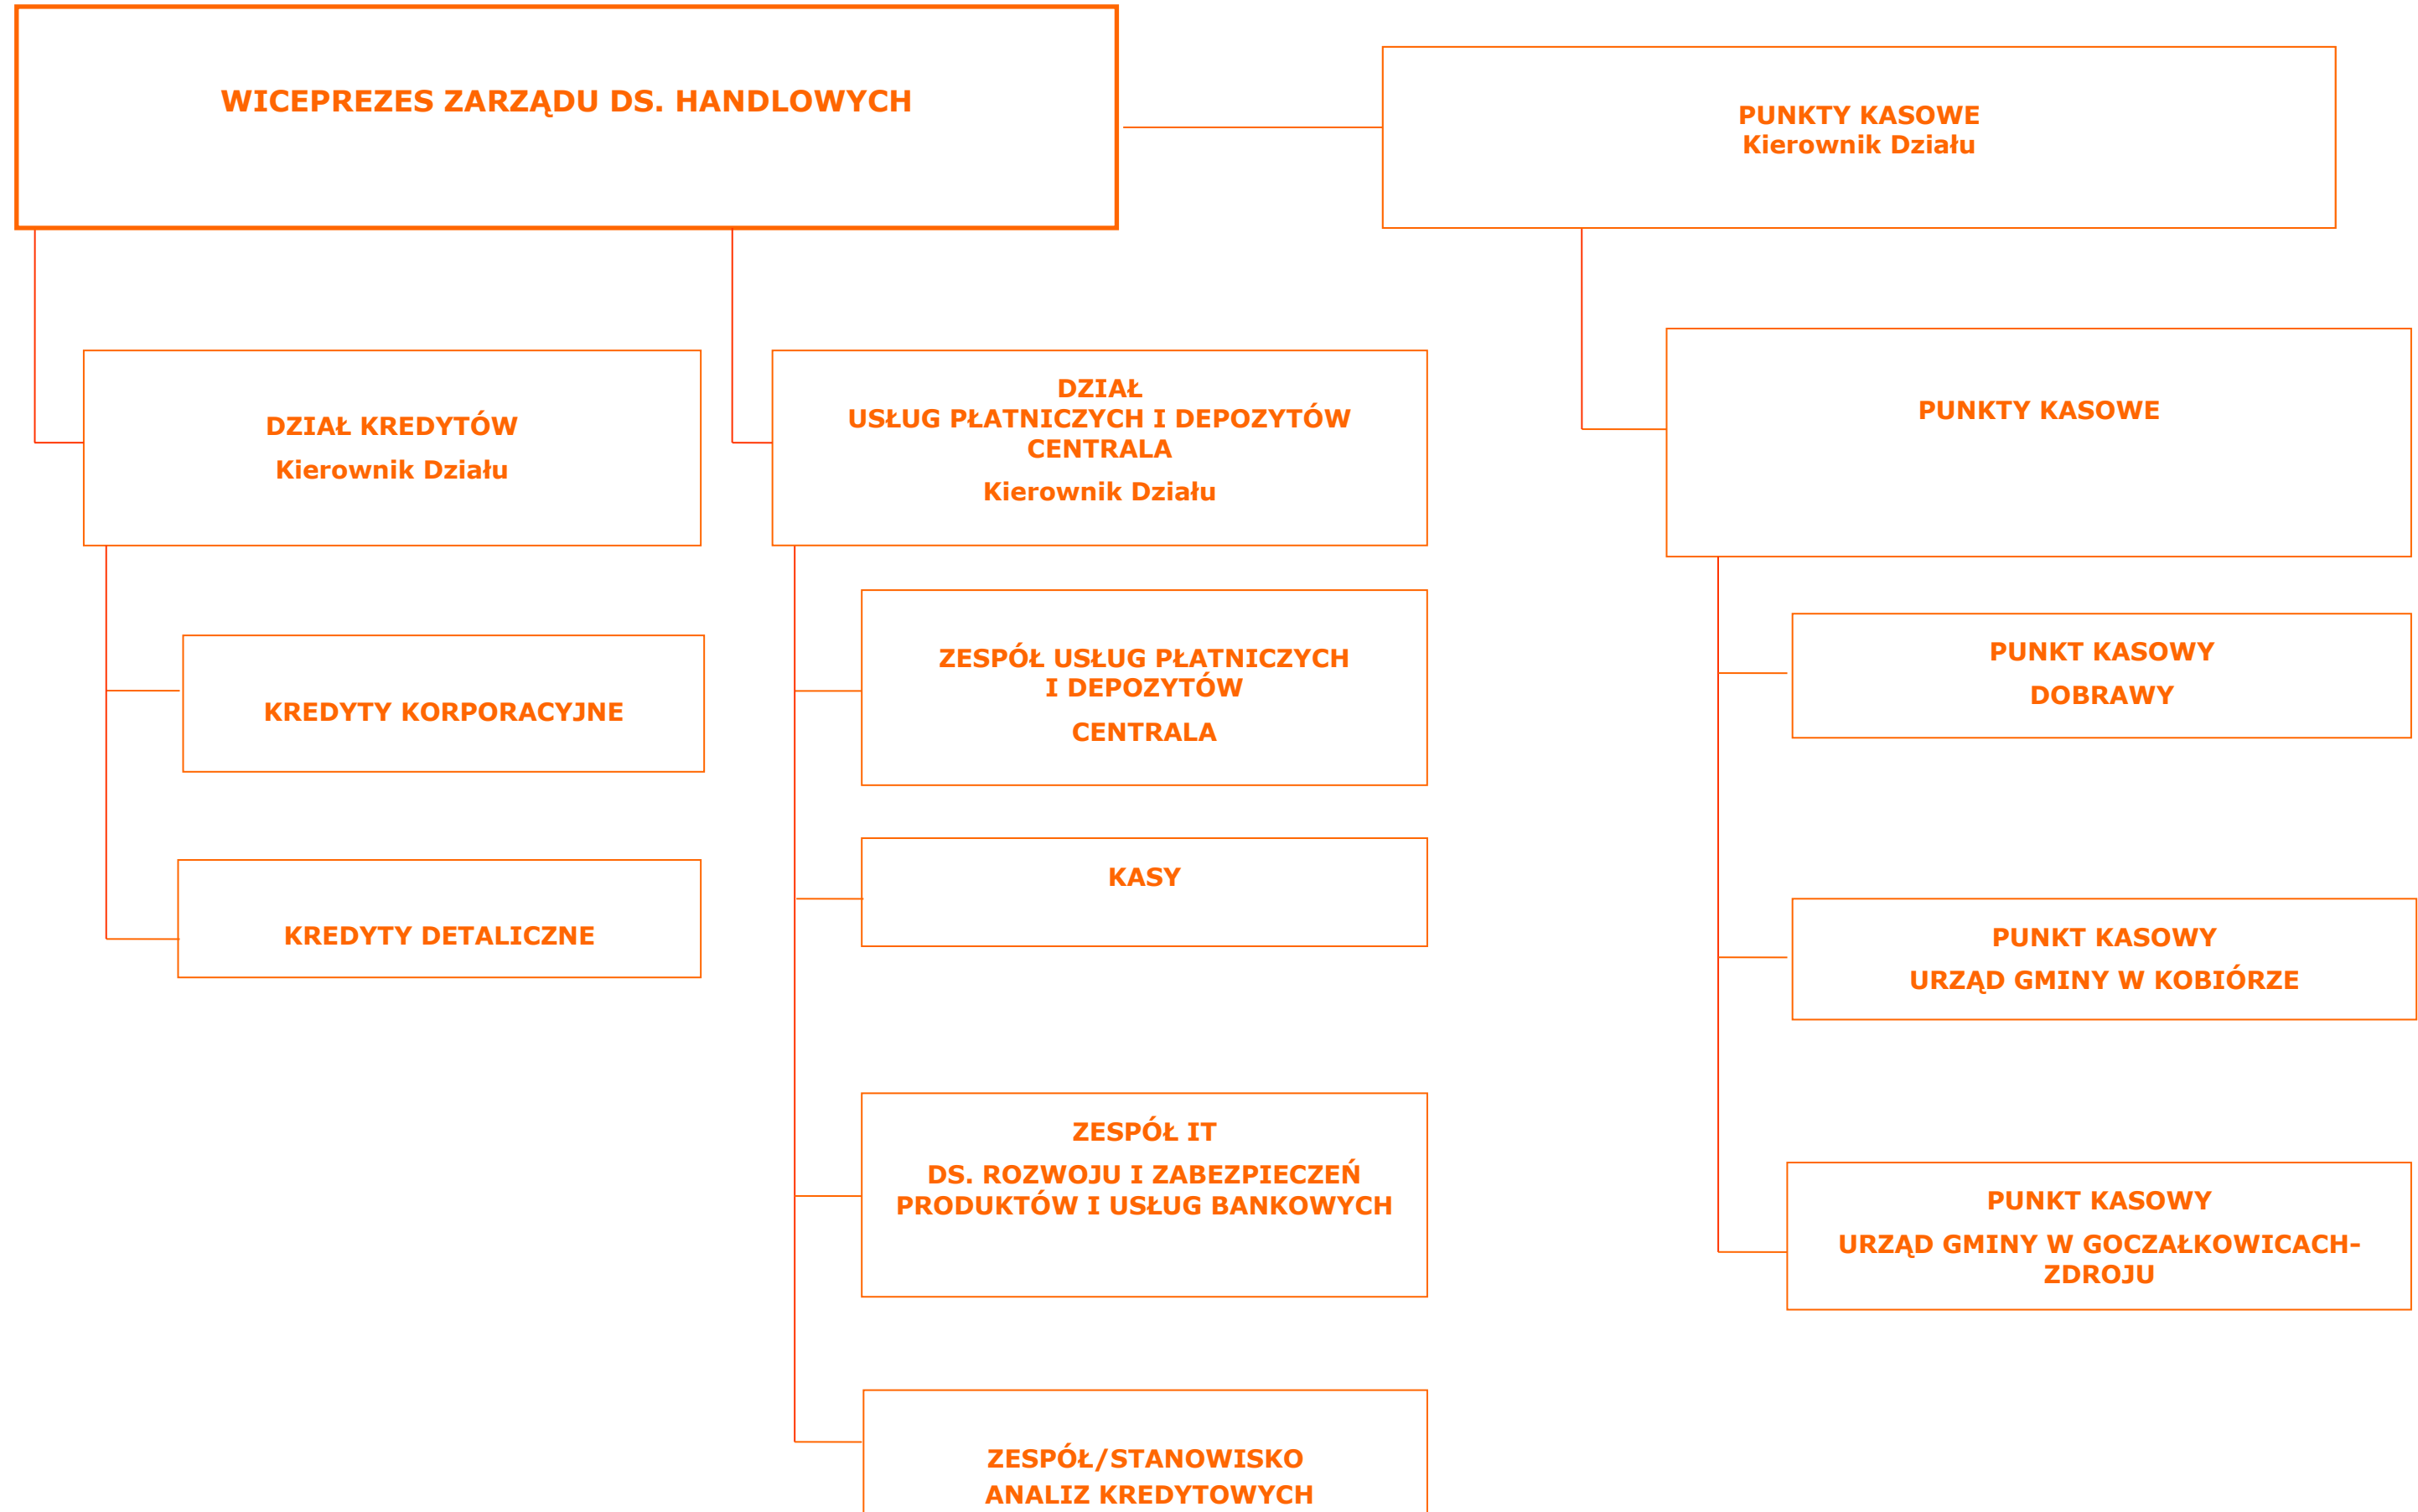 WICEPREZES ZARZĄDU DS. HANDLOWYCH
PUNKTY KASOWE
Kierownik Działu
DZIAŁ KREDYTÓW
Kierownik Działu
KREDYTY KORPORACYJNE
KREDYTY DETALICZNE
DZIAŁ
USŁUG PŁATNICZYCH I DEPOZYTÓW
CENTRALA
Kierownik Działu
ZESPÓŁ USŁUG PŁATNICZYCH
I DEPOZYTÓW
CENTRALA
KASY
ZESPÓŁ IT
DS. ROZWOJU I ZABEZPIECZEŃ
PRODUKTÓW I USŁUG BANKOWYCH
ZESPÓŁ/STANOWISKO
ANALIZ KREDYTOWYCH
PUNKTY KASOWE
PUNKT KASOWY
DOBRAWY
PUNKT KASOWY
URZĄD GMINY W KOBIÓRZE
PUNKT KASOWY
URZĄD GMINY W GOCZAŁKOWICACH-
ZDROJU